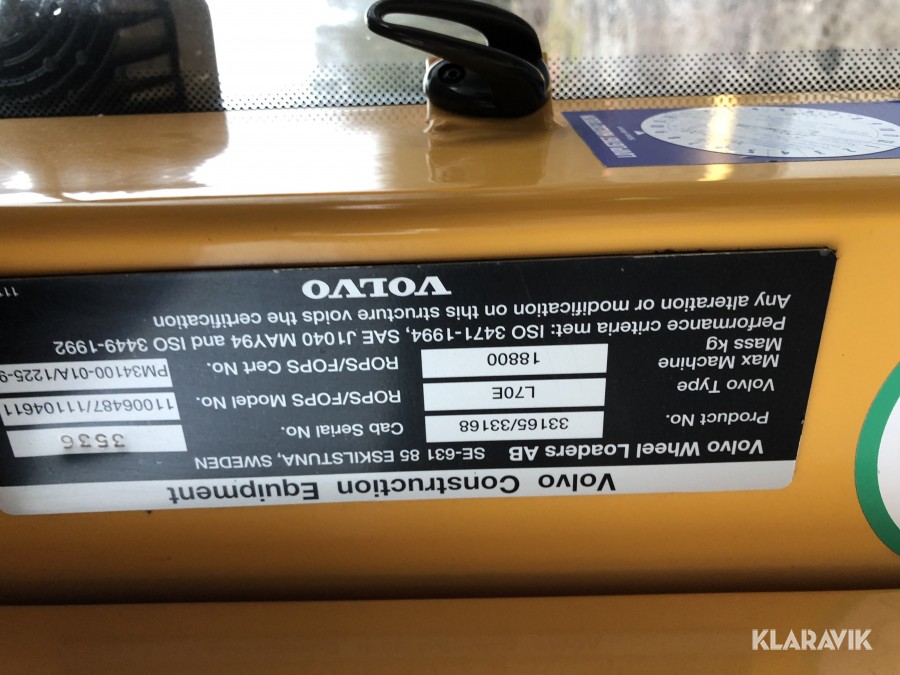 Volvo Construction Equipment
Volvo Wheel Loaders AB SE-631 85 ESKILSTUNA, SWEDEN
Product No. 33165/33168 Cab Serial No. 3536
Volvo Type L70E ROPS/FOPS Model No. 11006487/11104611
Max Machine Mass kg 18800 ROPS/FOPS Cert No. PM34100-01A/1225-9
Performance criteria met: ISO 3471-1994, SAE J1040 MAY94 and ISO 3449-1992
Any alteration or modification on this structure voids the certification
VOLVO
KLARAVIK